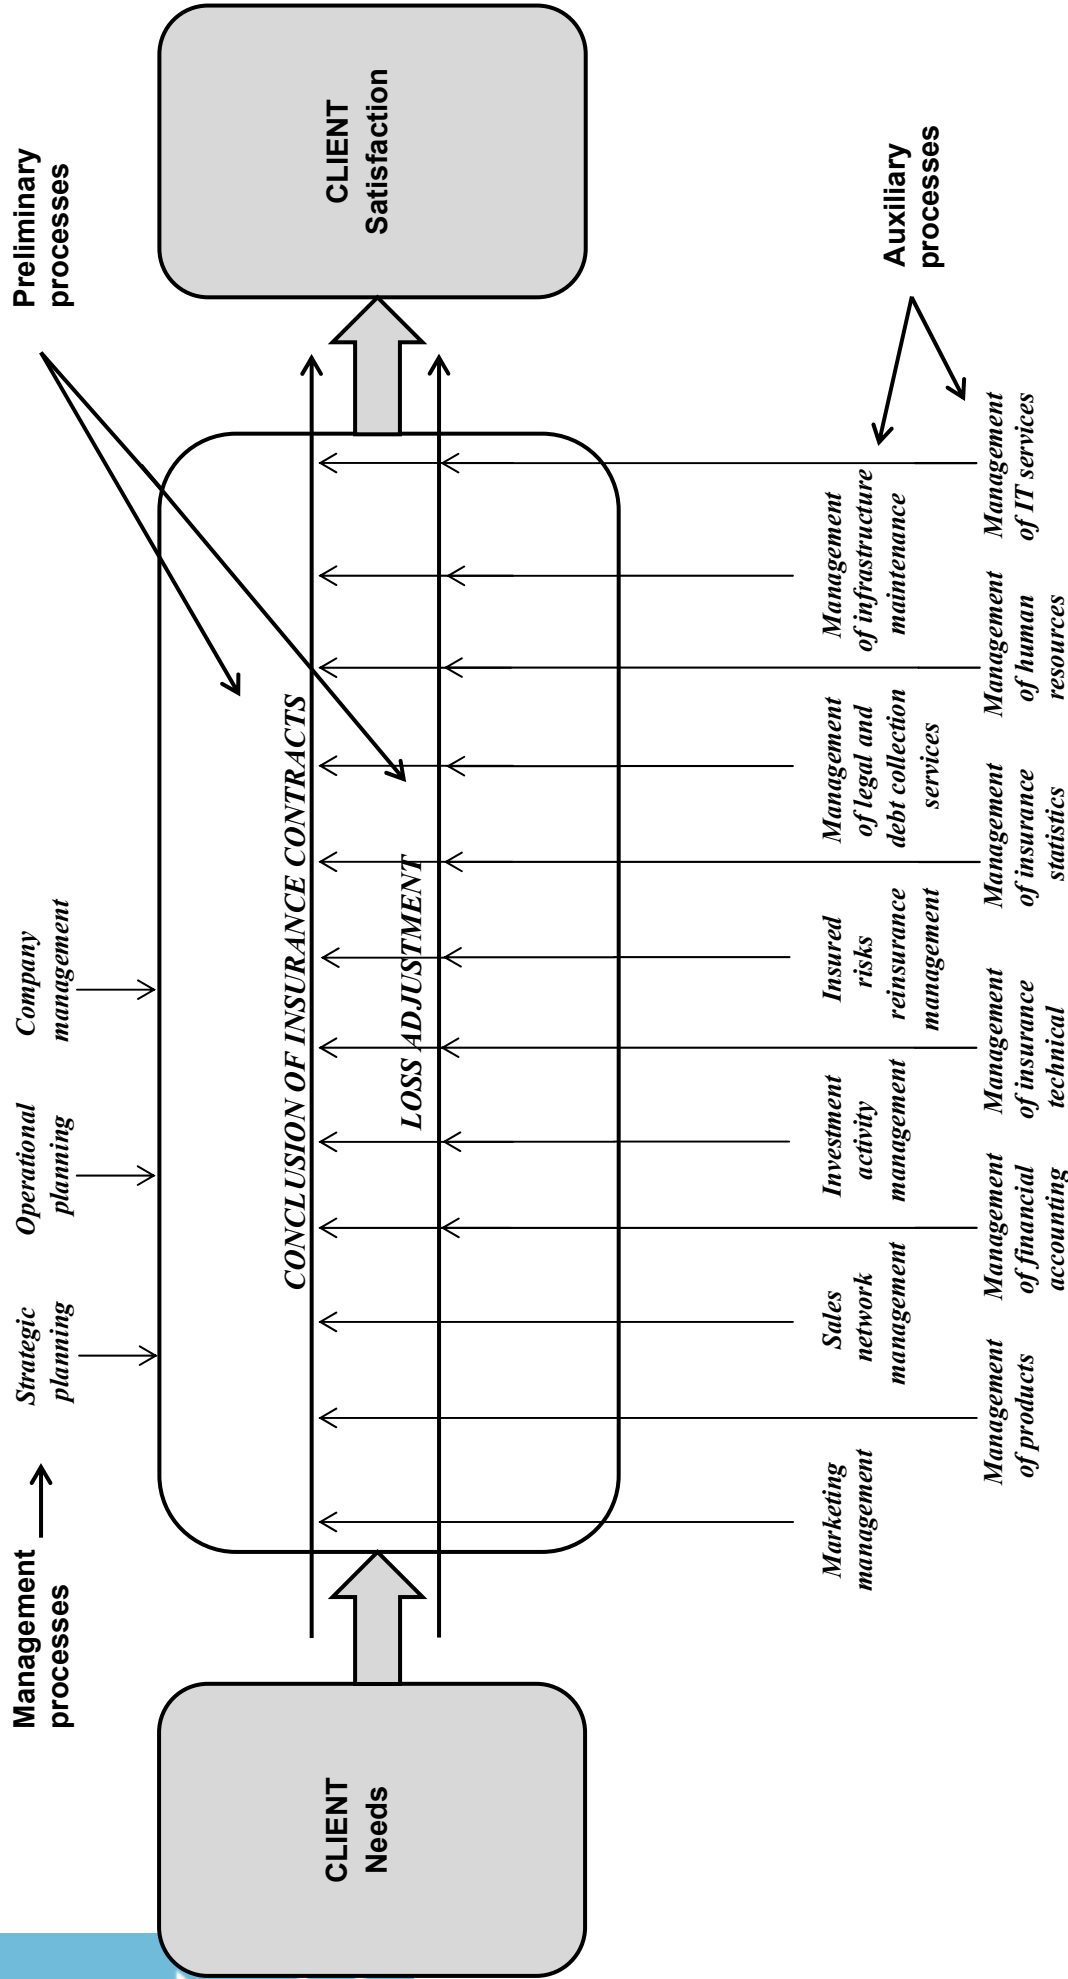 Management
processes
Strategic
planning
Operational
planning
Company
management
Preliminary
processes
CLIENT
Needs
CONCLUSION OF INSURANCE CONTRACTS
LOSS ADJUSTMENT
CLIENT
Satisfaction
Marketing
management
Sales
network
management
Investment
activity
management
Insured
risks
reinsurance
management
Management
of legal and
debt collection
services
Management
of infrastructure
maintenance
Auxiliary
processes
Management
of products
Management
of financial
accounting
Management
of insurance
technical
Management
of insurance
statistics
Management
of human
resources
Management
of IT services